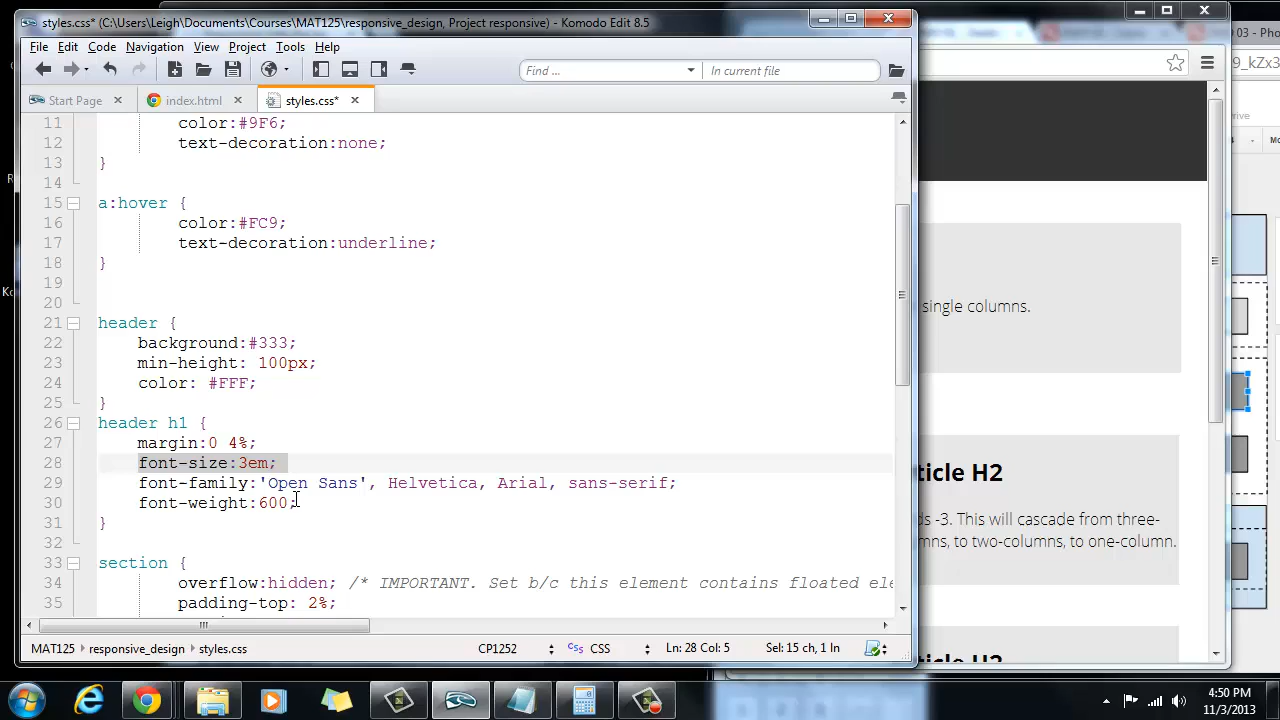 styles.css* (C:\Users\Leigh\Documents\Courses\MAT125\responsive_design, Project responsive) - Komodo Edit 8.5
File Edit Code Navigation View Project Tools Help
Find ... In current file
Start Page index.html styles.css*
11 color:#9F6;
12 text-decoration:none;
13 }
14
15 a:hover {
16 color:#FC9;
17 text-decoration:underline;
18 }
19
20
21 header {
22 background:#333;
23 min-height: 100px;
24 color: #FFF;
25 }
26 header h1 {
27 margin:0 4%;
28 font-size:3em;
29 font-family:'Open Sans', Helvetica, Arial, sans-serif;
30 font-weight:600;
31 }
32
33 section {
34 overflow:hidden; /* IMPORTANT. Set b/c this element contains floated ele
35 padding-top: 2%;
MAT125 responsive_design styles.css CP1252 CSS Ln: 28 Col: 5 Sel: 15 ch, 1 ln
single columns.
ticle H2
ds -3. This will cascade from three-
mns, to two-columns, to one-column.
ticle H2
03 - Pho
9_kZx3
rive
Mo
4:50 PM
11/3/2013